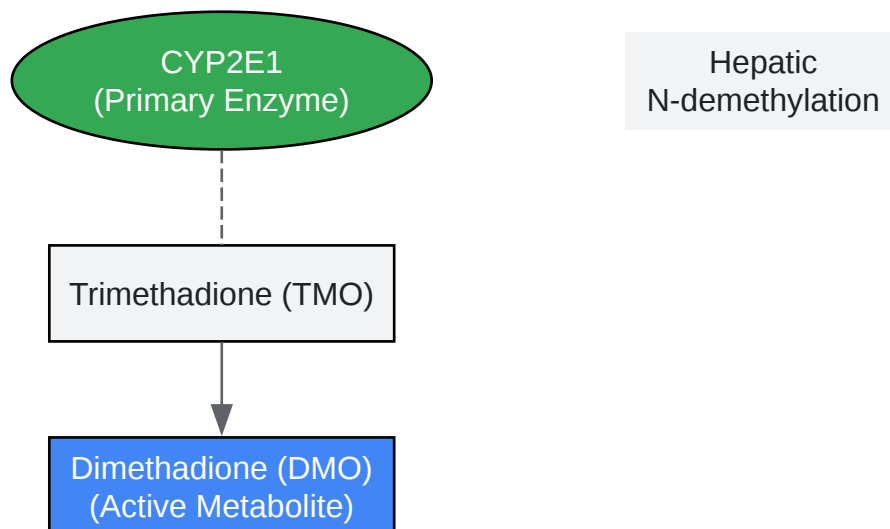 CYP2E1
(Primary Enzyme)
Hepatic
N-demethylation
Trimethadione (TMO)
Dimethadione (DMO)
(Active Metabolite)